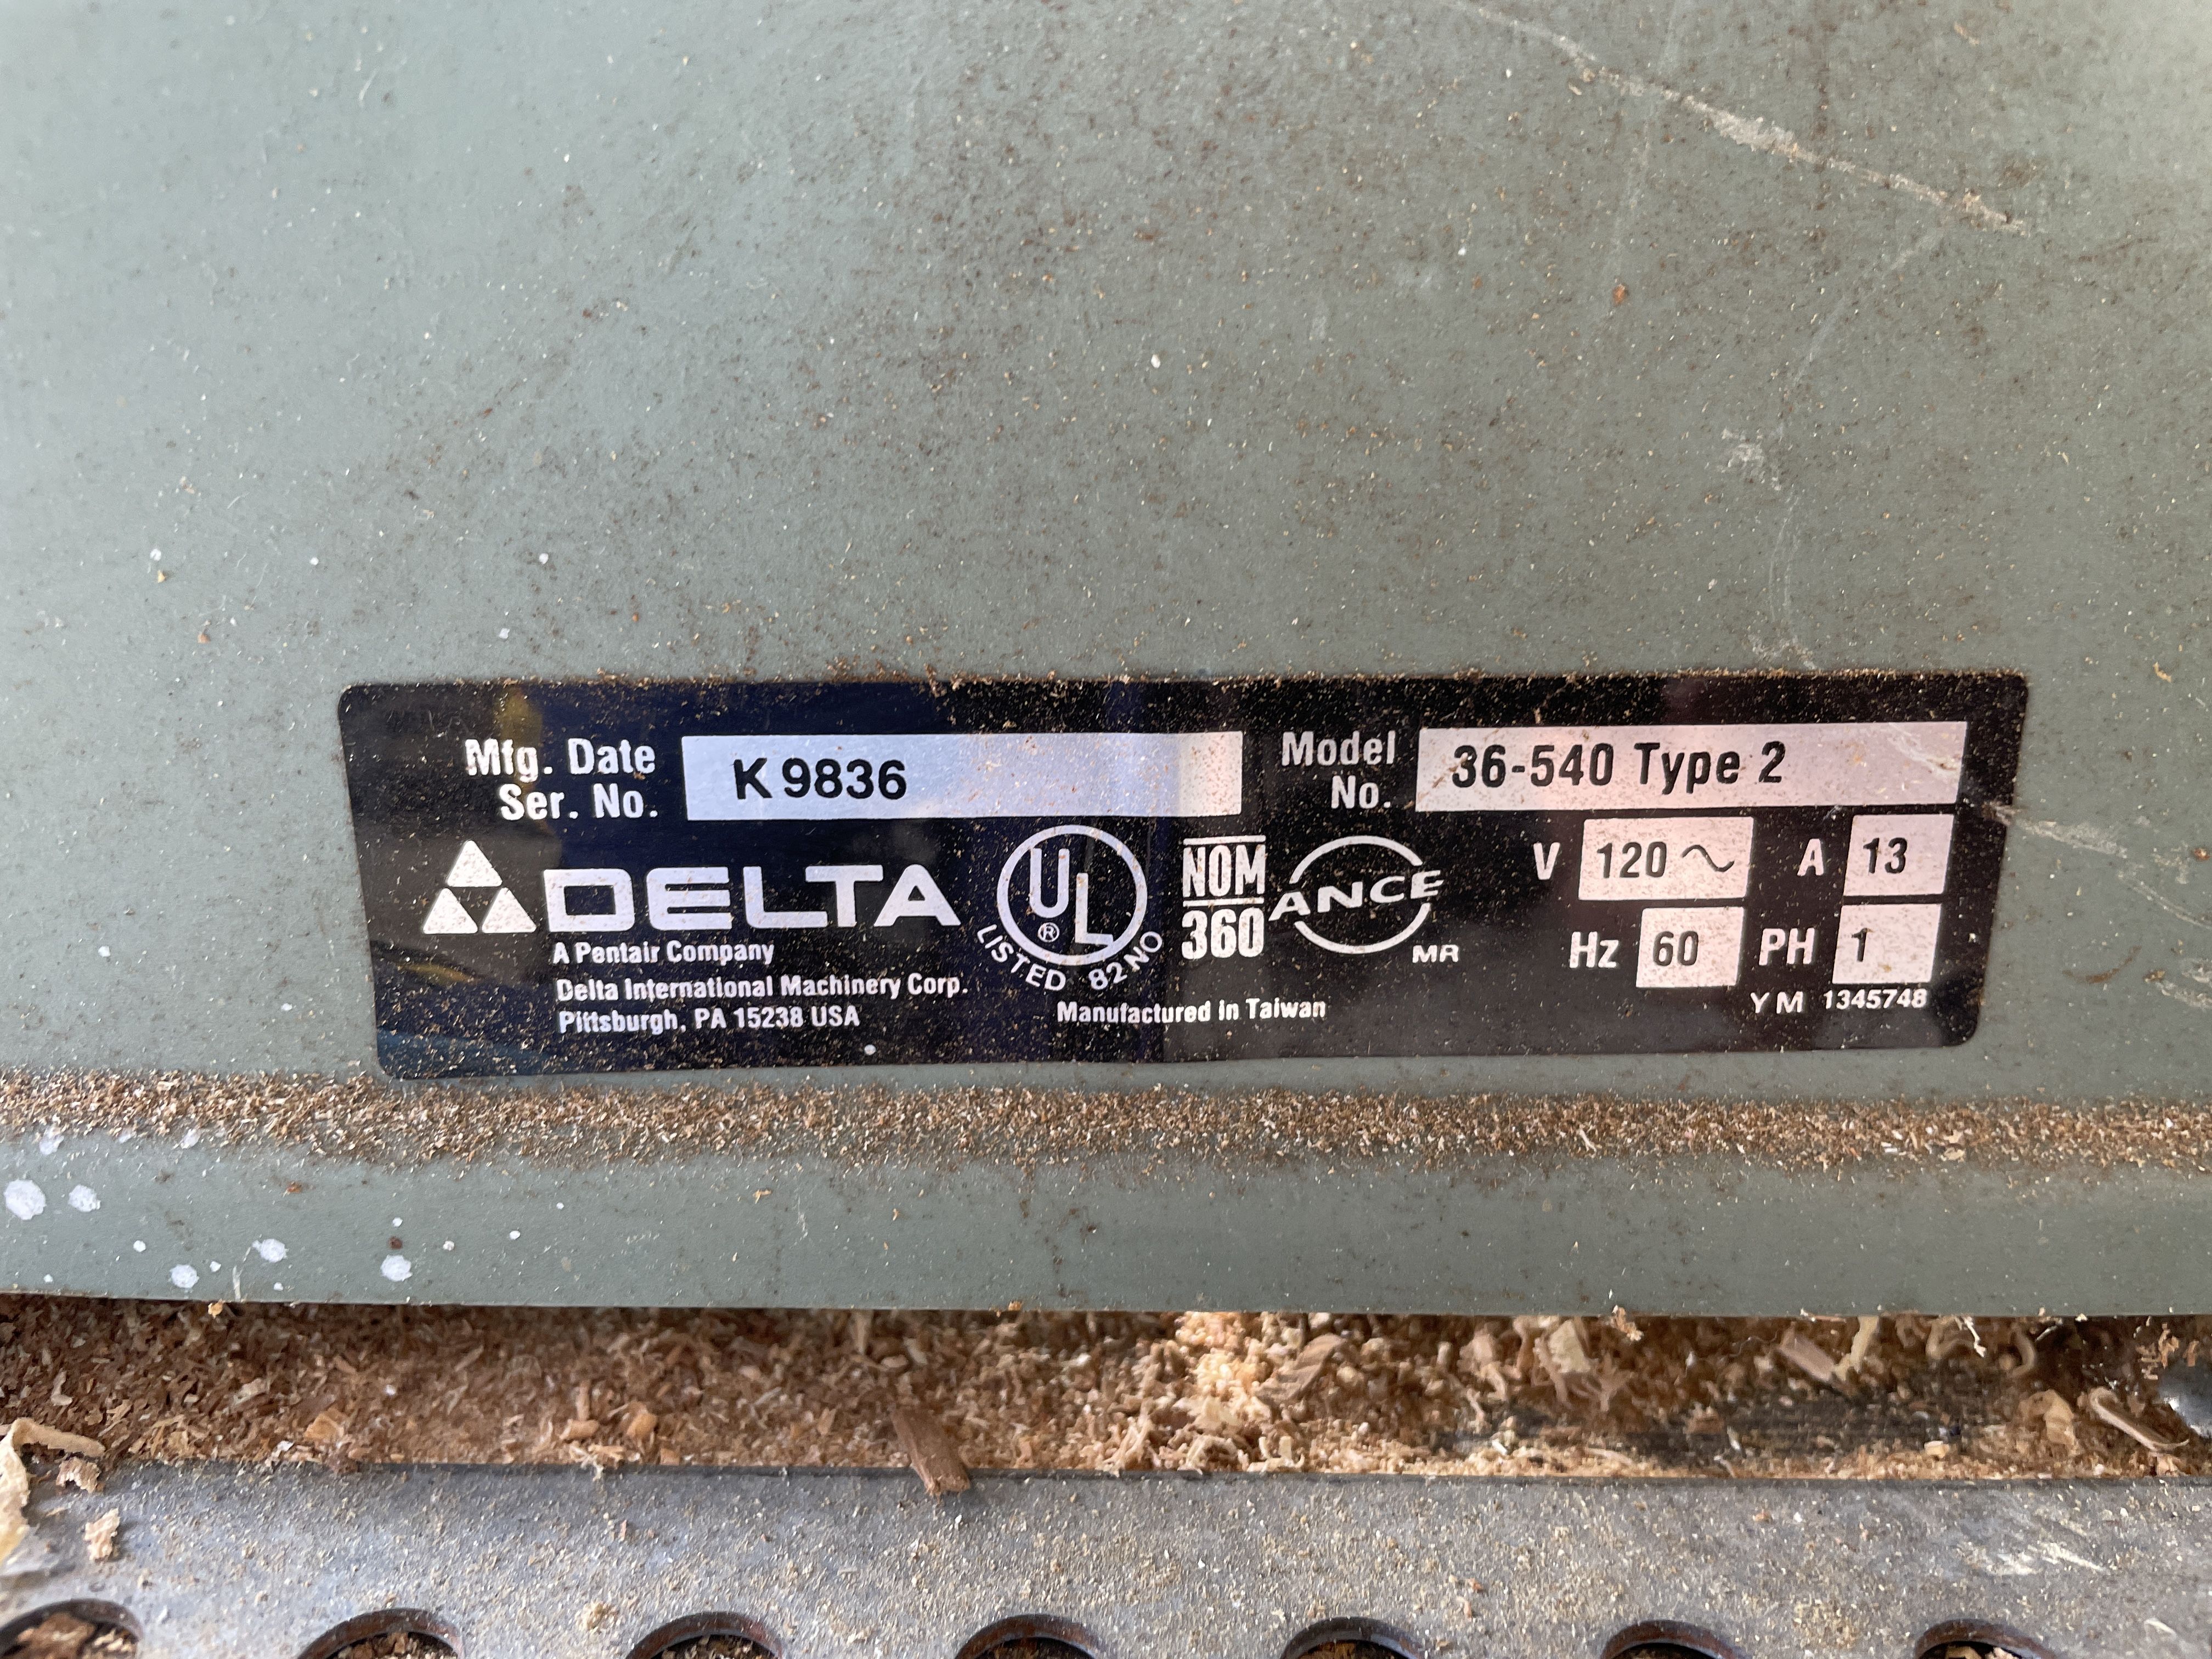 Mfg. Date
Ser. No.
K 9836
Model
No.
36-540 Type 2
DELTA
A Pentair Company
Delta International Machinery Corp.
Pittsburgh, PA 15238 USA
UL
®
LISTED 82 NO
NOM
360
ANCE
MR
Manufactured in Taiwan
V 120 ~ A 13
Hz 60 PH 1
YM 1345748